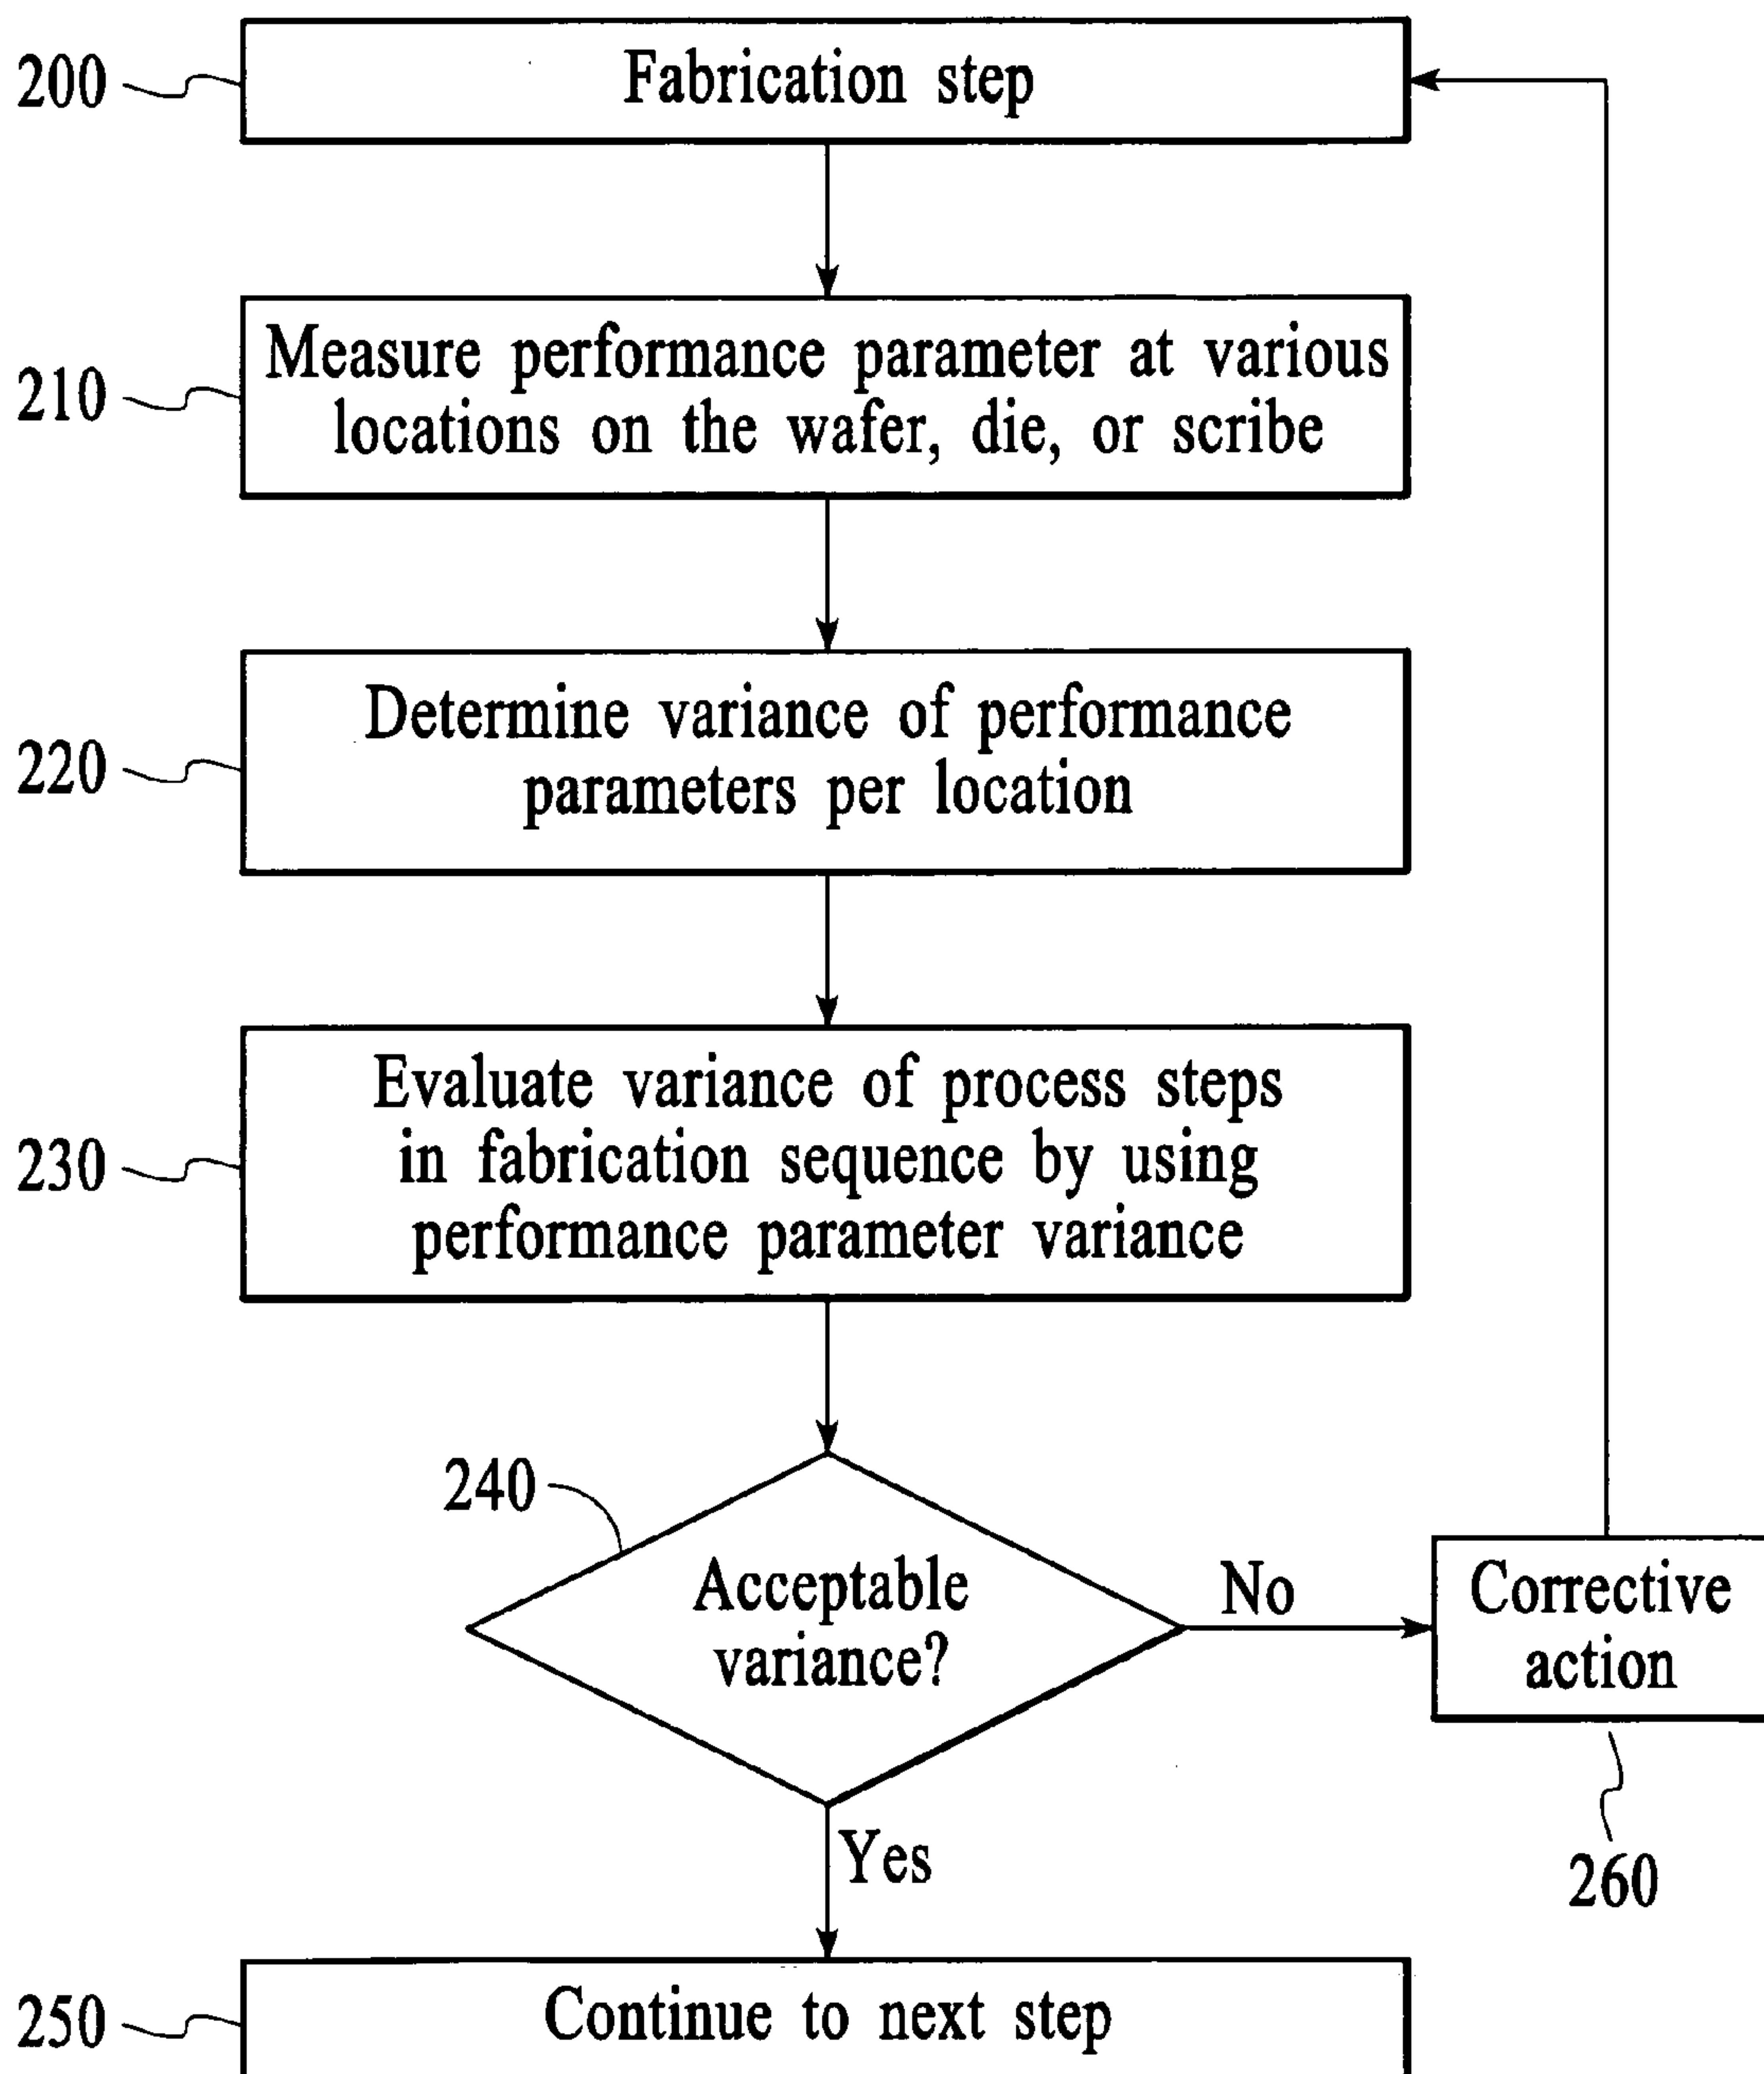 200
Fabrication step
210
Measure performance parameter at various
locations on the wafer, die, or scribe
220
Determine variance of performance
parameters per location
230
Evaluate variance of process steps
in fabrication sequence by using
performance parameter variance
240
Acceptable
variance?
No
Corrective
action
260
Yes
250
Continue to next step